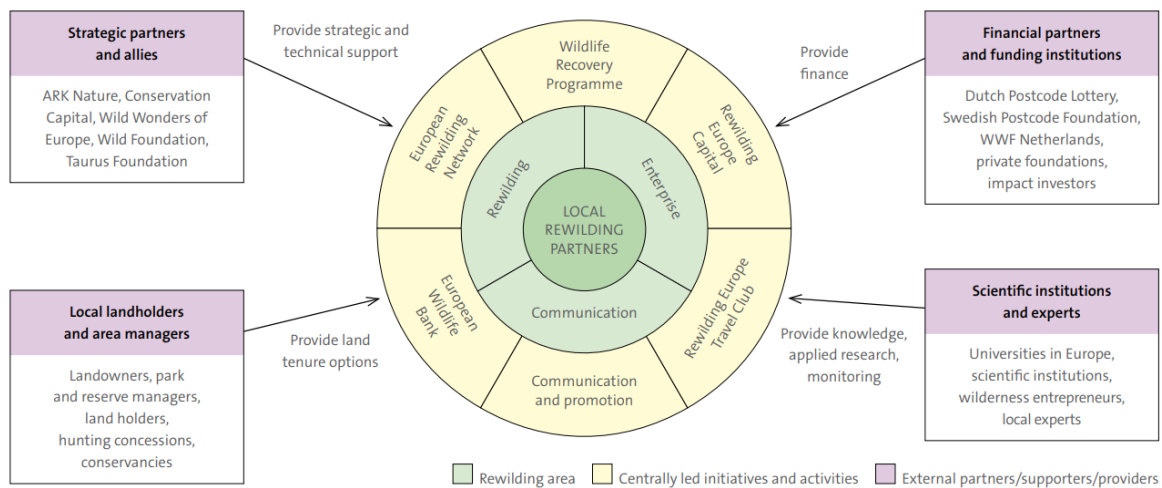 Strategic partners
and allies
ARK Nature, Conservation
Capital, Wild Wonders of
Europe, Wild Foundation,
Taurus Foundation
Provide strategic and
technical support
Wildlife
Recovery
Programme
European
Rewilding
Network
Rewilding
Europe
Capital
Rewilding
Enterprise
LOCAL
REWILDING
PARTNERS
Communication
European
Wildlife
Bank
Rewilding Europe
Travel Club
Communication
and promotion
Provide
finance
Financial partners
and funding institutions
Dutch Postcode Lottery,
Swedish Postcode Foundation,
WWF Netherlands,
private foundations,
impact investors
Local landholders
and area managers
Landowners, park
and reserve managers,
land holders,
hunting concessions,
conservancies
Provide land
tenure options
Provide knowledge,
applied research,
monitoring
Scientific institutions
and experts
Universities in Europe,
scientific institutions,
wilderness entrepreneurs,
local experts
Rewilding area
Centrally led initiatives and activities
External partners/supporters/providers